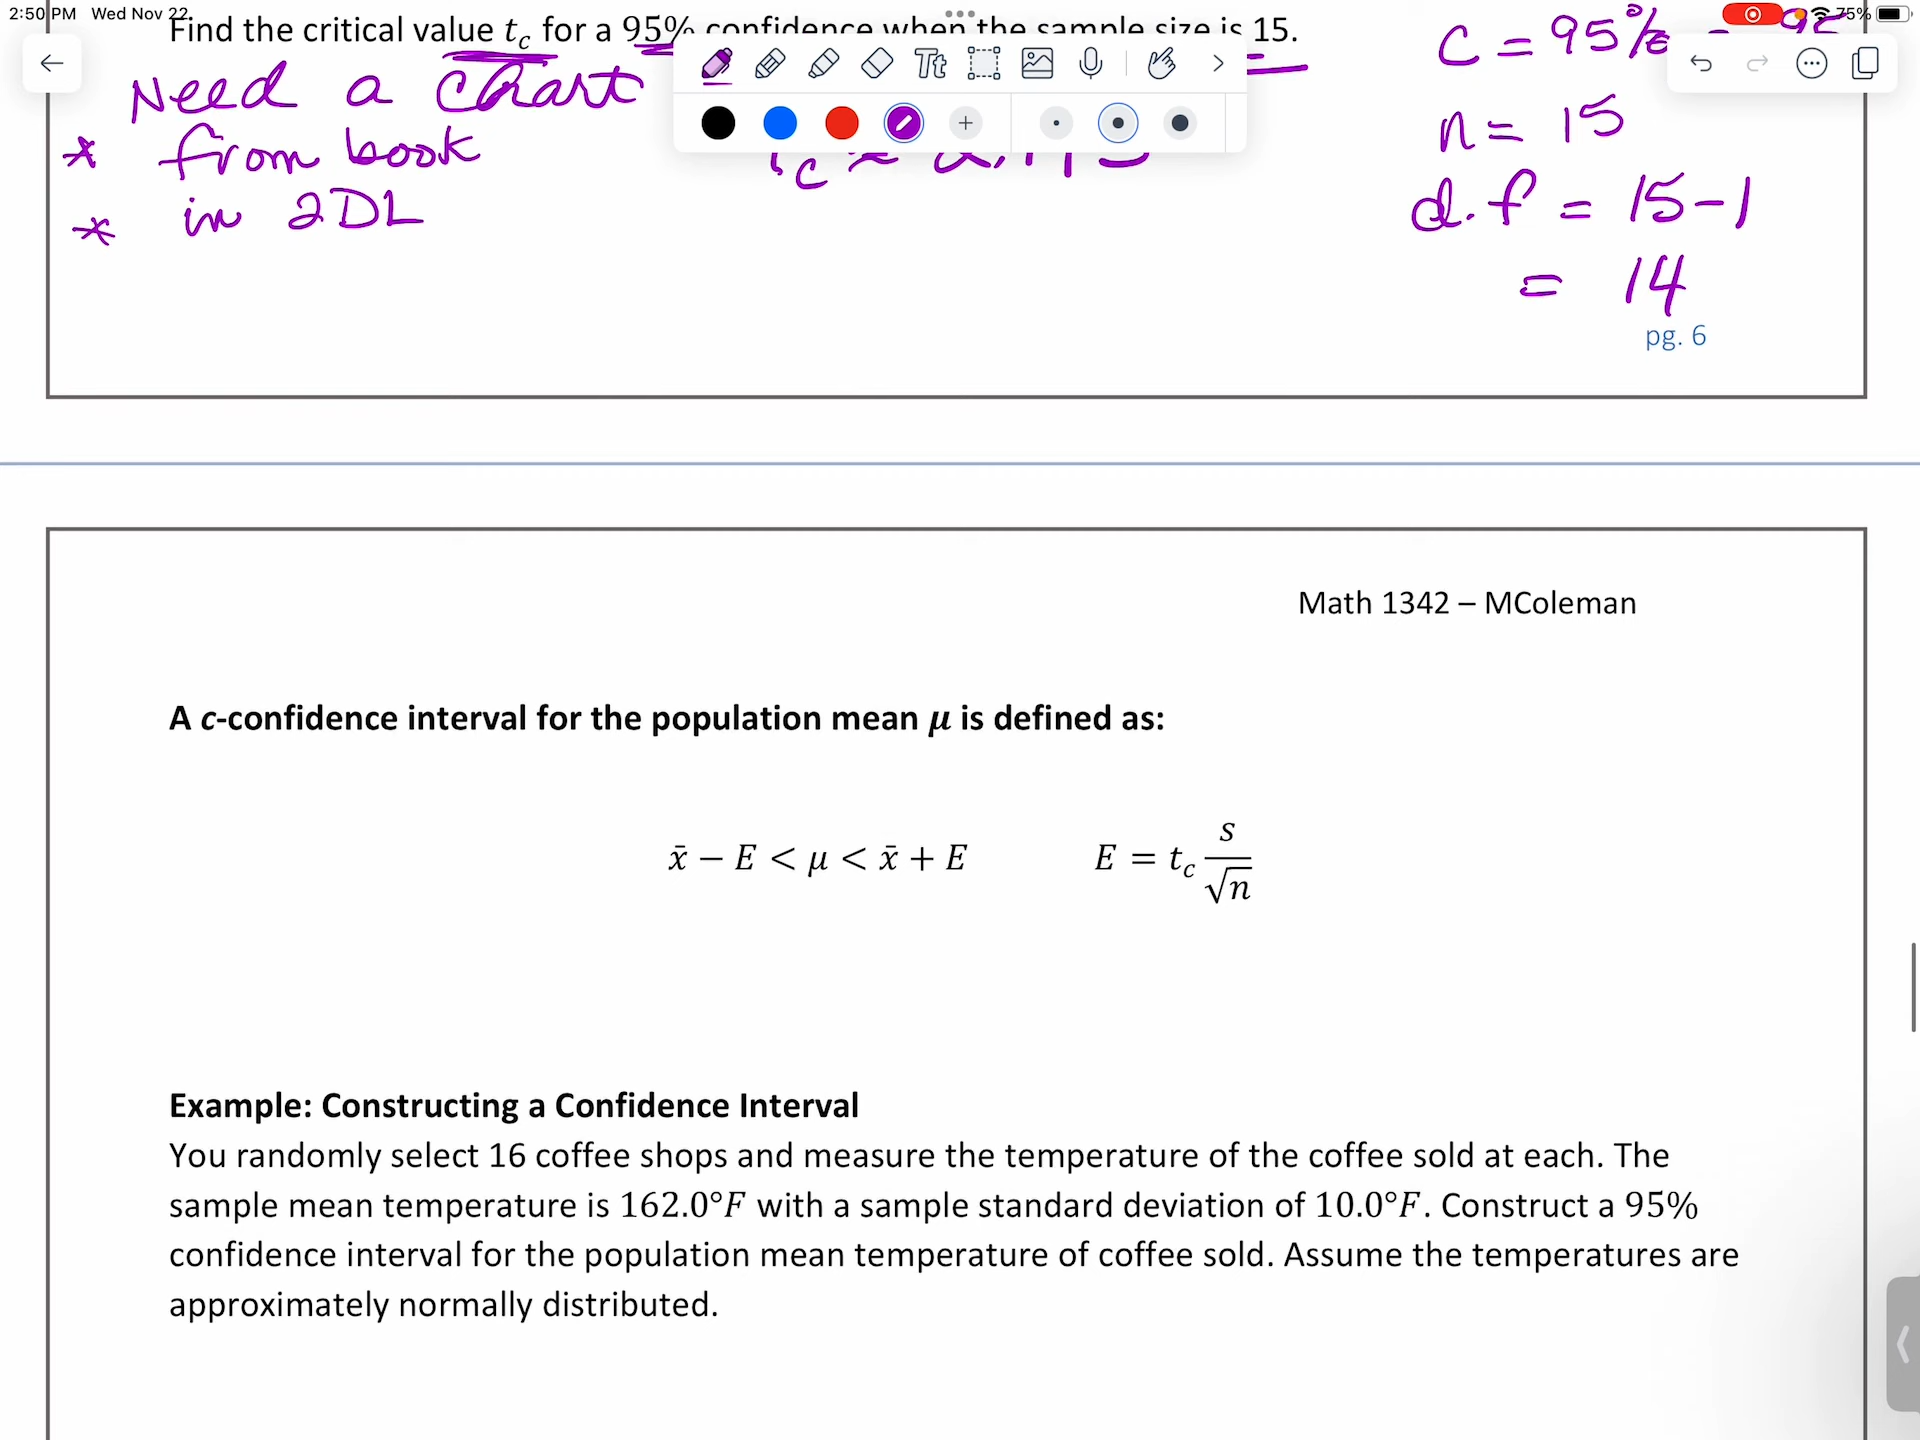 2:50 PM Wed Nov 22
75%
Find the critical value t_c for a 95% confidence when the sample size is 15.
C = 95%
Need a chart
n = 15
* from book
* in 2DL
d.f = 15-1
= 14
pg. 6
Tt
Math 1342 – MColeman
A c-confidence interval for the population mean μ is defined as:
x̄ − E < μ < x̄ + E E = t_c s/√n
Example: Constructing a Confidence Interval
You randomly select 16 coffee shops and measure the temperature of the coffee sold at each. The
sample mean temperature is 162.0°F with a sample standard deviation of 10.0°F. Construct a 95%
confidence interval for the population mean temperature of coffee sold. Assume the temperatures are
approximately normally distributed.